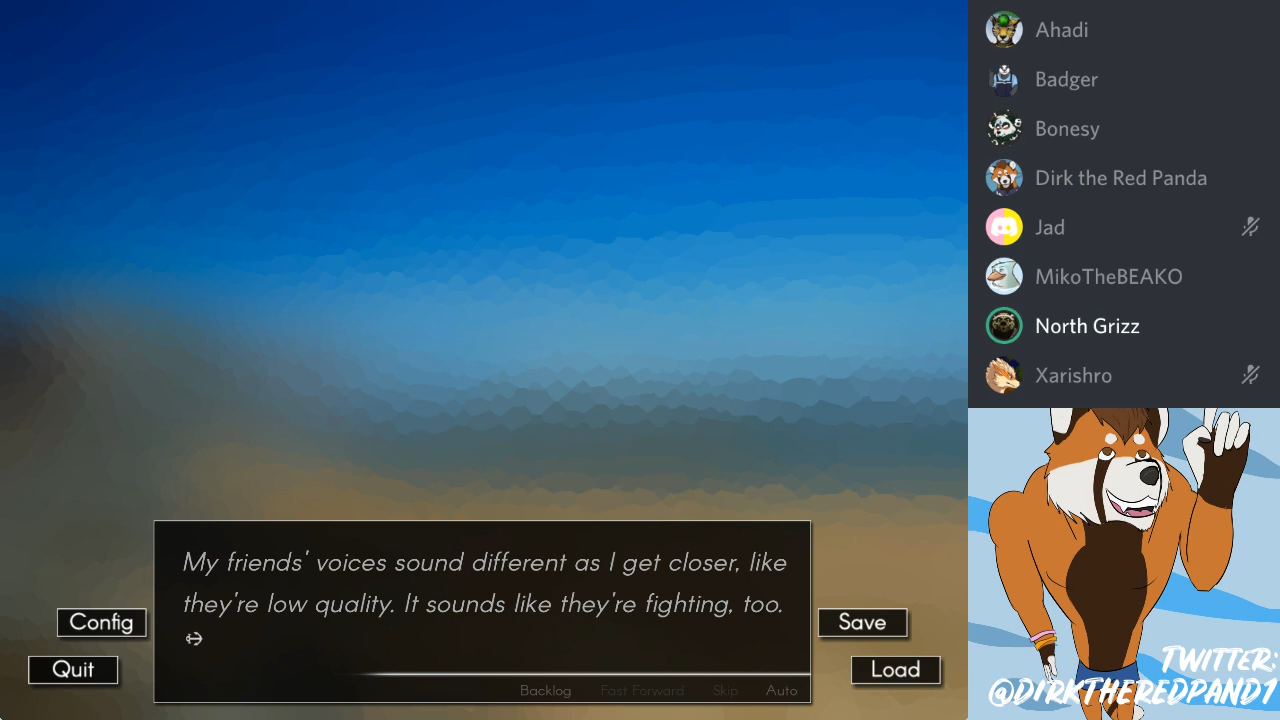 Ahadi
Badger
Bonesy
Dirk the Red Panda
Jad
MikoTheBEAKO
North Grizz
Xarishro
My friends' voices sound different as I get closer, like
they're low quality. It sounds like they're fighting, too.
Config
Save
Quit
Load
Backlog
Fast Forward
Skip
Auto
TWITTER:
@DIRKTHEREDPAND1